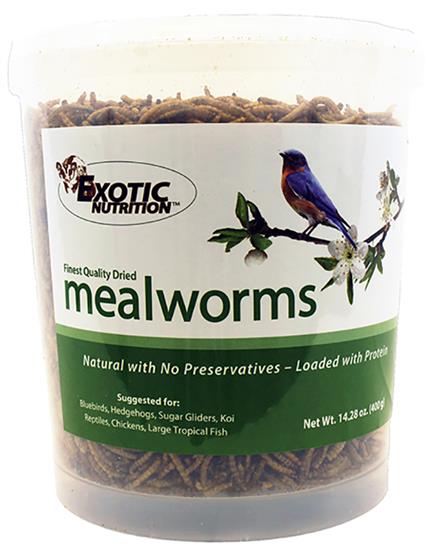 EXOTIC
NUTRITION™
Finest Quality Dried
mealworms
Natural with No Preservatives – Loaded with Protein
Suggested for:
Bluebirds, Hedgehogs, Sugar Gliders, Koi
Reptiles, Chickens, Large Tropical Fish
Net Wt. 14.28 oz. (400g)